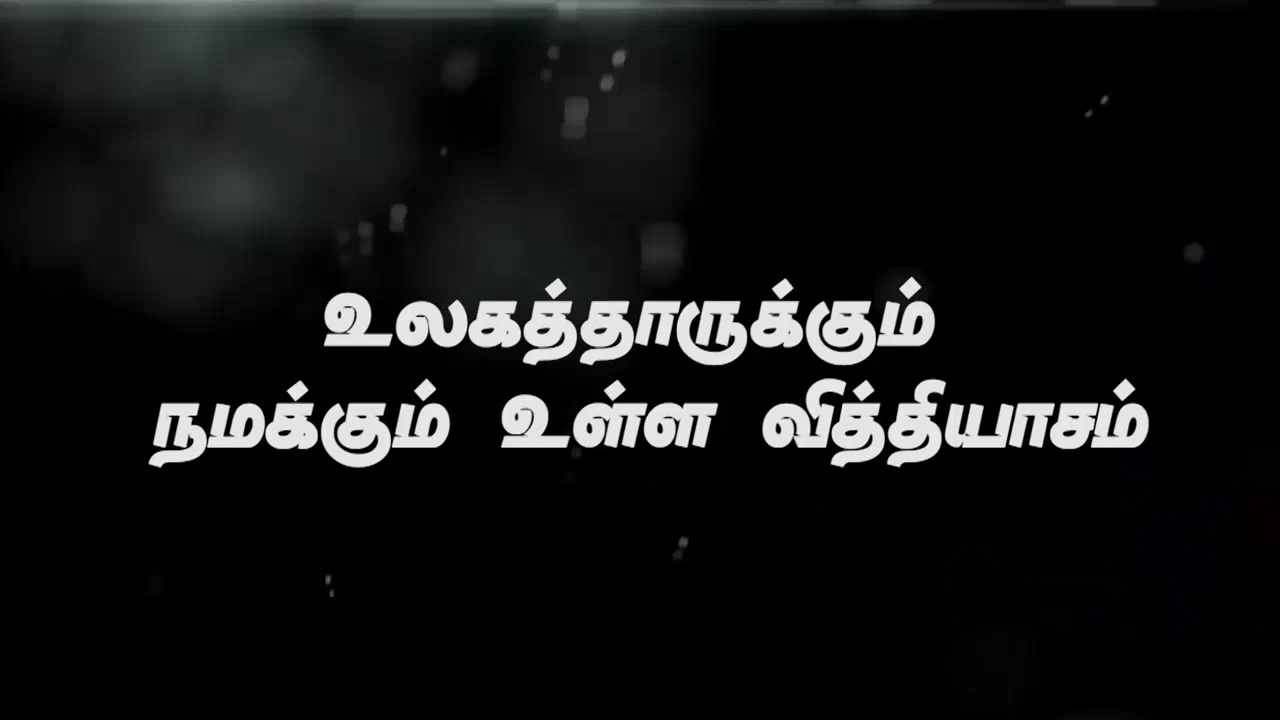 உலகத்தாருக்கும்
நமக்கும் உள்ள வித்தியாசம்